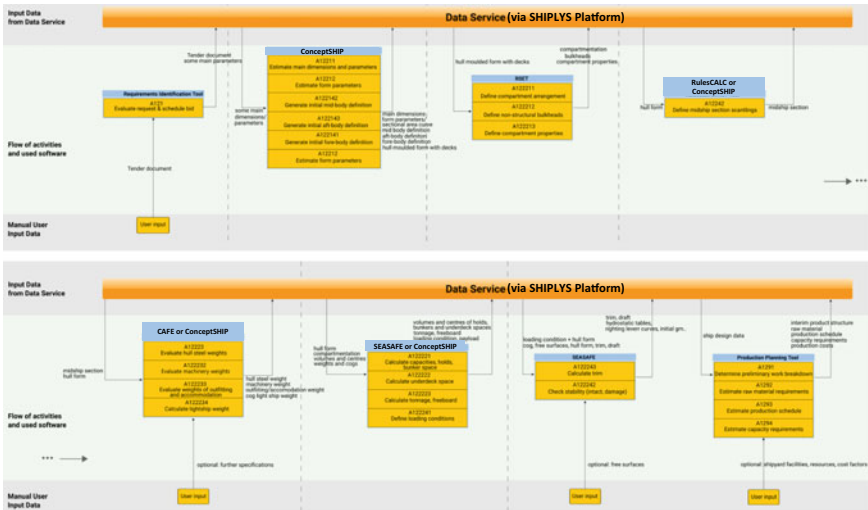 Input Data
from Data Service
Data Service (via SHIPLYS Platform)
Flow of activities
and used software
Manual User
Input Data
Requirements Identification Tool
A121
Evaluate request & schedule bid
Tender document
User input
Tender document
some main parameters
some main
dimensions/
parameters
ConceptSHIP
A12211
Estimate main dimensions and parameters
A12212
Estimate form parameters
A122142
Generate initial mid-body definition
A122143
Generate initial aft-body definition
A122141
Generate initial fore-body definition
A12212
Estimate form parameters
main dimensions,
form parameters/
sectional area curve
mid body definition
aft-body definition
fore-body definition
hull moulded form with decks
hull moulded form with decks
RSET
A122211
Define compartment arrangement
A122212
Define non-structural bulkheads
A122213
Define compartment properties
compartmentation
bulkheads
compartment properties
hull form
RulesCALC or
ConceptSHIP
A12242
Define midship section scantlings
midship section
Input Data
from Data Service
Data Service (via SHIPLYS Platform)
Flow of activities
and used software
Manual User
Input Data
midship section
hull form
CAFE or ConceptSHIP
A12223
Evaluate hull steel weights
A122232
Evaluate machinery weights
A122233
Evaluate weights of outfitting
and accommodation
A122234
Calculate lightship weight
hull steel weight
machinery weight
outfitting/accomodation weight
cog light ship weight
optional: further specifications
User input
hull form
compartmentation
volumes and centres
weights and cogs
SEASAFE or ConceptSHIP
A122221
Calculate capacities, holds,
bunker space
A122222
Calculate underdeck space
A122223
Calculate tonnage, freeboard
A122241
Define loading conditions
volumes and centres of holds,
bunkers and underdeck spaces
tonnage, freeboard
loading condition, payload
loading condition + hull form
cog, free surfaces, hull form, trim, draft
SEASAFE
A122243
Calculate trim
A122242
Check stability (intact, damage)
trim, draft
hydrostatic tables,
righting lever curves, initial gm..
optional: free surfaces
User input
ship design data
Production Planning Tool
A1291
Determine preliminary work breakdown
A1292
Estimate raw material requirements
A1293
Estimate production schedule
A1294
Estimate capacity requirements
interim product structure
raw material
production schedule
capacity requirements
production costs
optional: shipyard facilities, resources, cost factors
User input